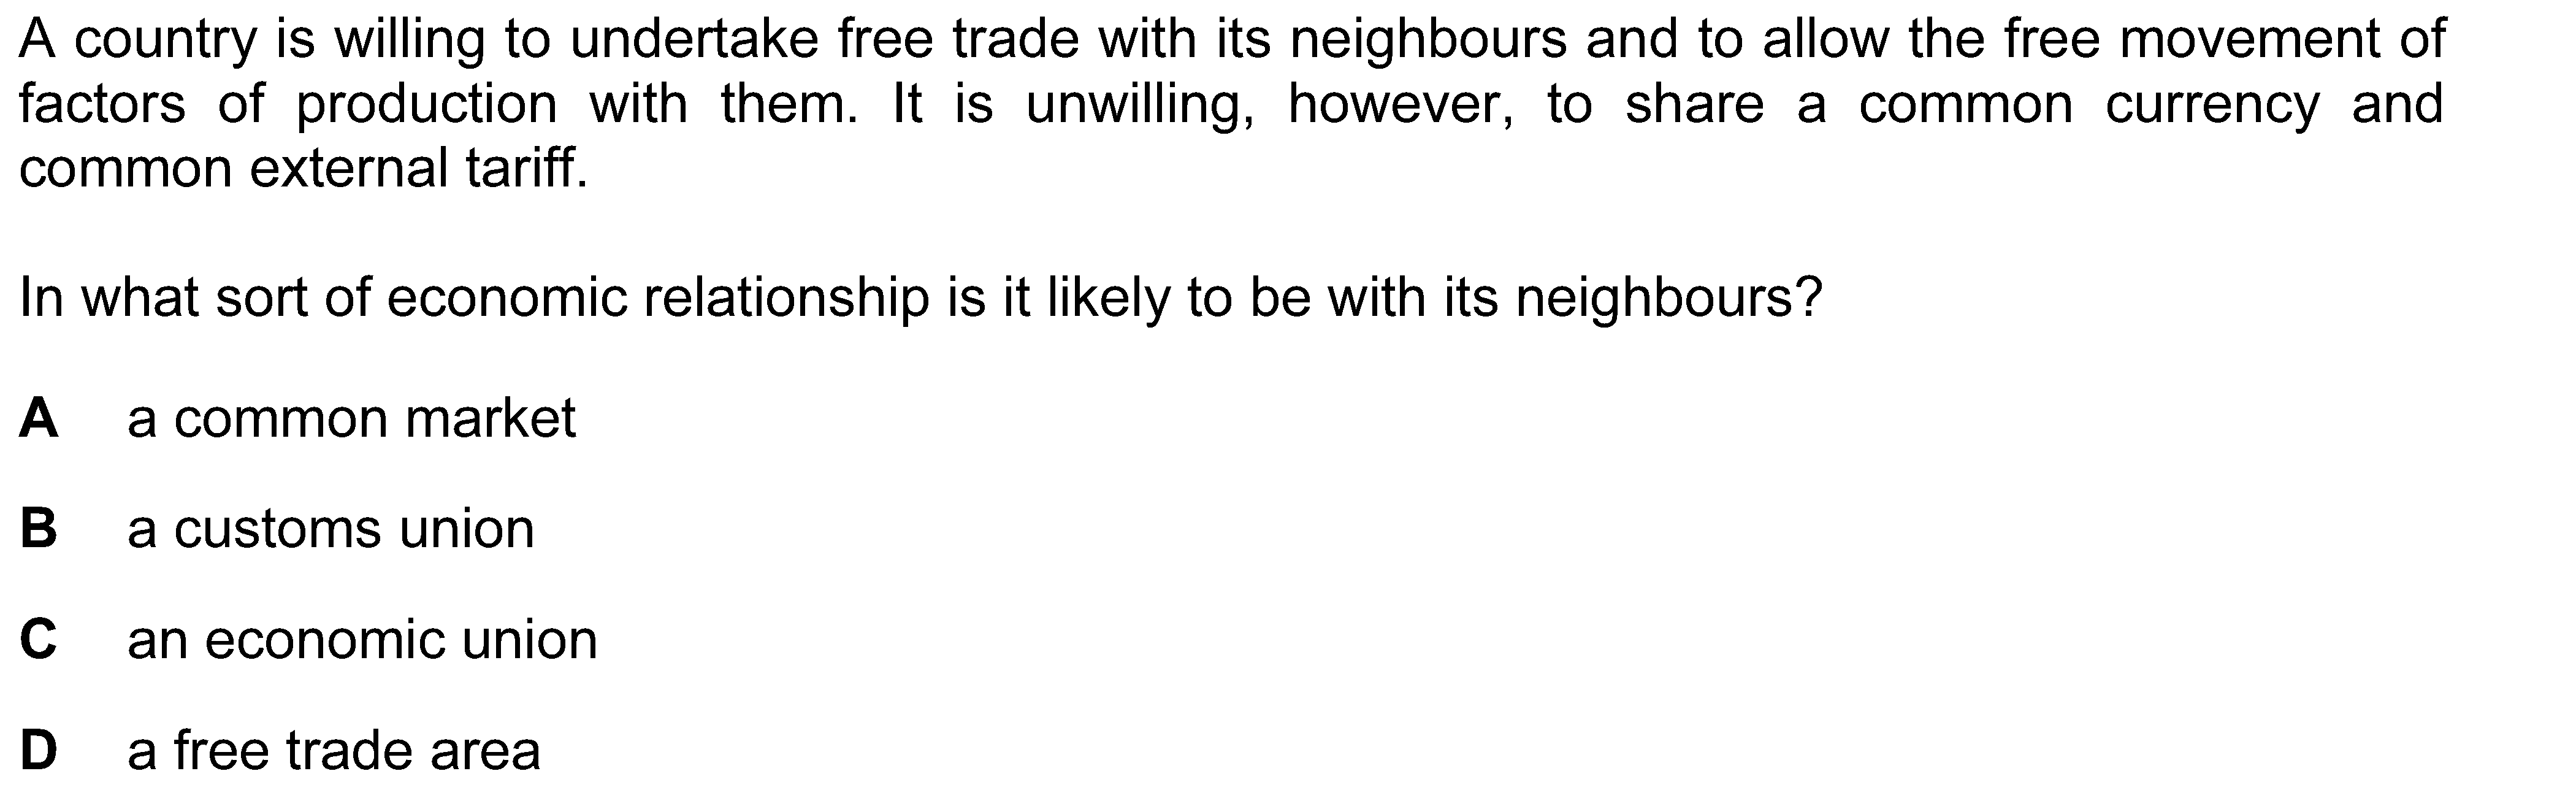 A country is willing to undertake free trade with its neighbours and to allow the free movement of
factors of production with them. It is unwilling, however, to share a common currency and
common external tariff.
In what sort of economic relationship is it likely to be with its neighbours?
A a common market
B a customs union
C an economic union
D a free trade area